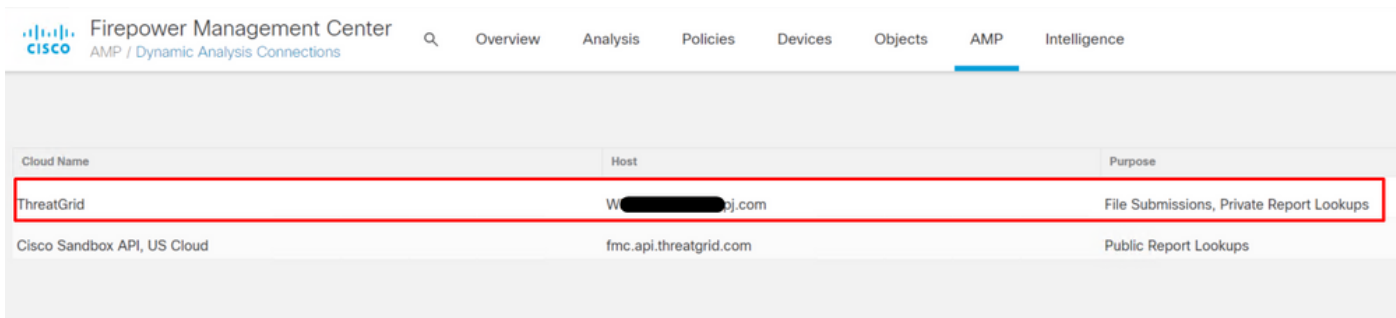 CISCO
Firepower Management Center
AMP / Dynamic Analysis Connections
Overview Analysis Policies Devices Objects AMP Intelligence
Cloud Name Host Purpose
ThreatGrid W pj.com File Submissions, Private Report Lookups
Cisco Sandbox API, US Cloud fmc.api.threatgrid.com Public Report Lookups